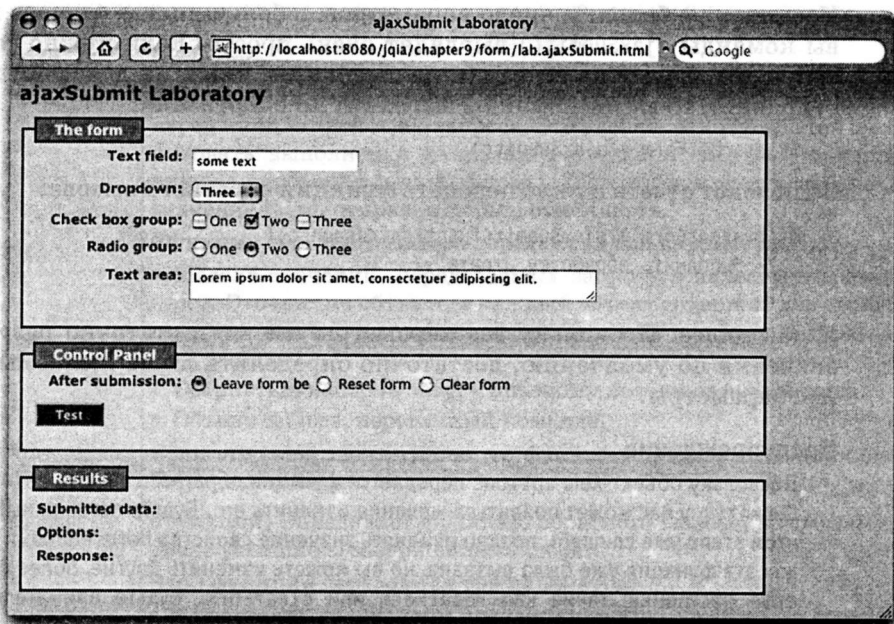 ajaxSubmit Laboratory
http://localhost:8080/jqia/chapter9/form/lab.ajaxSubmit.html Google
ajaxSubmit Laboratory
The form
Text field: some text
Dropdown: Three
Check box group: One Two Three
Radio group: One Two Three
Text area: Lorem ipsum dolor sit amet, consectetuer adipiscing elit.
Control Panel
After submission: Leave form be Reset form Clear form
Test
Results
Submitted data:
Options:
Response: